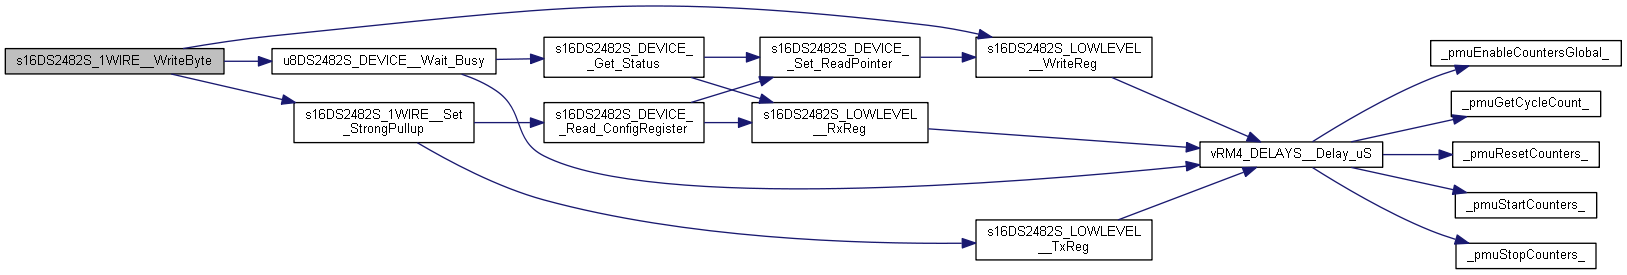 s16DS2482S_1WIRE__WriteByte
u8DS2482S_DEVICE__Wait_Busy
s16DS2482S_1WIRE__Set
_StrongPullup
s16DS2482S_DEVICE_
_Get_Status
s16DS2482S_DEVICE_
_Read_ConfigRegister
s16DS2482S_DEVICE_
_Set_ReadPointer
s16DS2482S_LOWLEVEL
__RxReg
s16DS2482S_LOWLEVEL
__WriteReg
s16DS2482S_LOWLEVEL
__TxReg
vRM4_DELAYS__Delay_uS
_pmuEnableCountersGlobal_
_pmuGetCycleCount_
_pmuResetCounters_
_pmuStartCounters_
_pmuStopCounters_